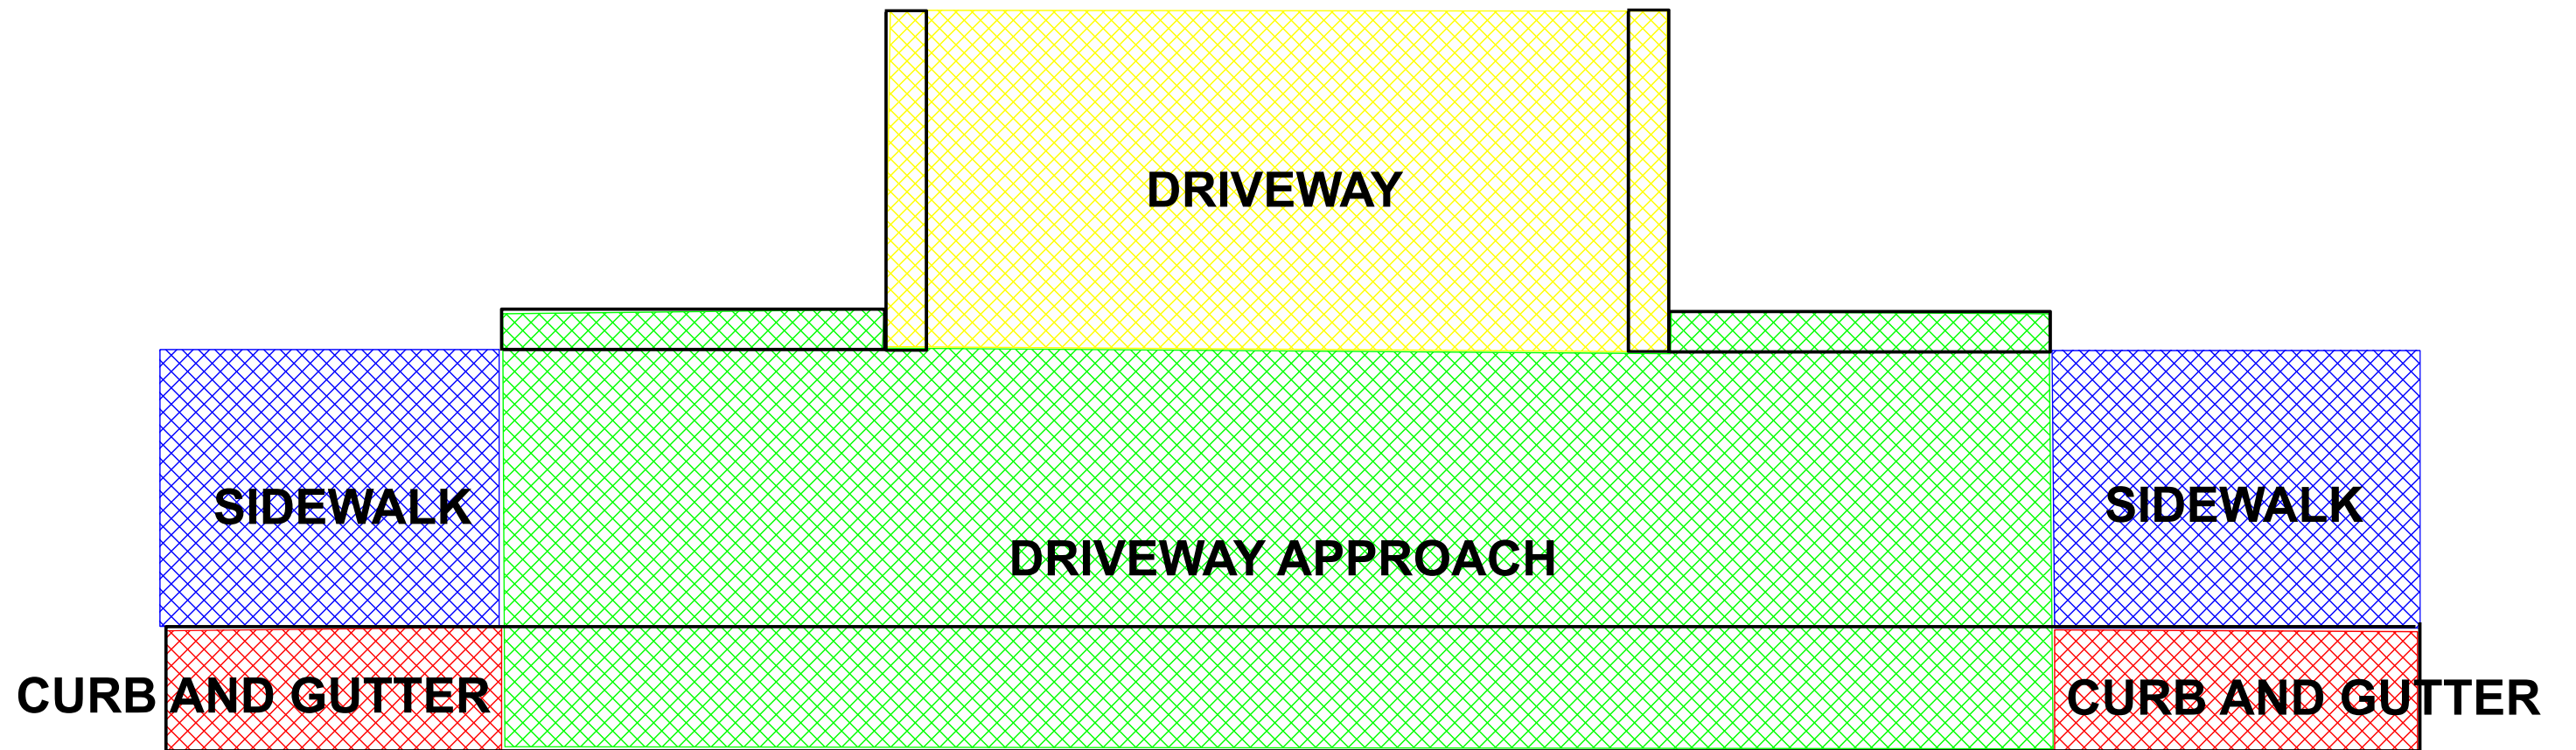 DRIVEWAY
SIDEWALK
SIDEWALK
DRIVEWAY APPROACH
CURB AND GUTTER
CURB AND GUTTER